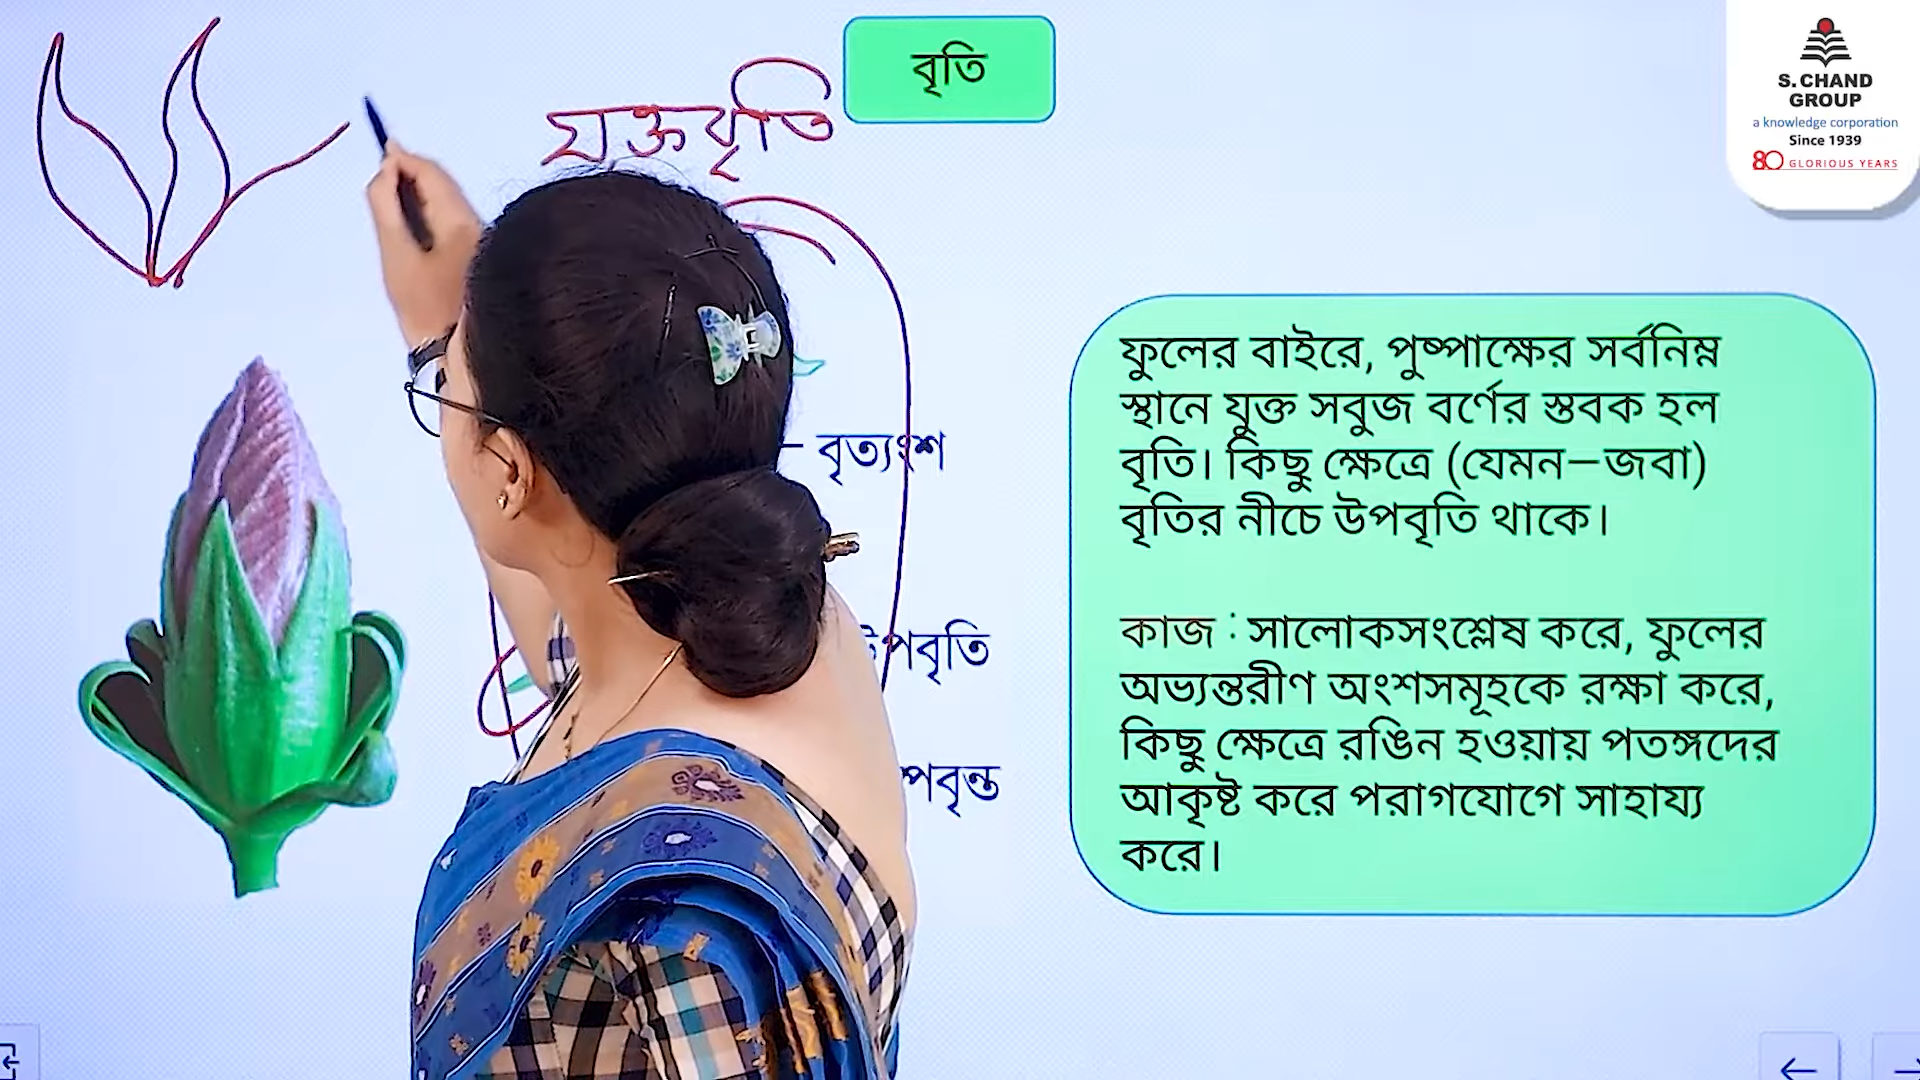 বৃতি
যুক্তবৃতি
S. CHAND
GROUP
a knowledge corporation
Since 1939
80 GLORIOUS YEARS
ফুলের বাইরে, পুষ্পাক্ষের সর্বনিম্ন
স্থানে যুক্ত সবুজ বর্ণের স্তবক হল
বৃতি। কিছু ক্ষেত্রে (যেমন—জবা)
বৃতির নীচে উপবৃতি থাকে।
কাজ : সালোকসংশ্লেষ করে, ফুলের
অভ্যন্তরীণ অংশসমূহকে রক্ষা করে,
কিছু ক্ষেত্রে রঙিন হওয়ায় পতঙ্গদের
আকৃষ্ট করে পরাগযোগে সাহায্য
করে।
বৃত্যংশ
উপবৃতি